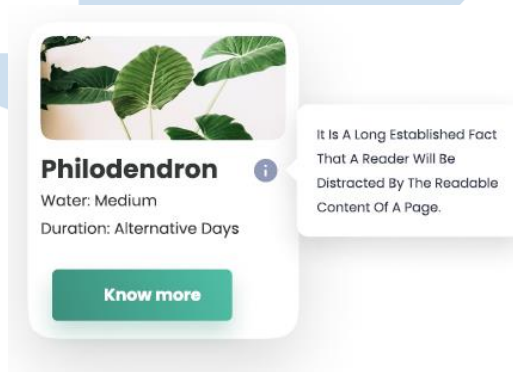 Philodendron
Water: Medium
Duration: Alternative Days
Know more
It Is A Long Established Fact
That A Reader Will Be
Distracted By The Readable
Content Of A Page.